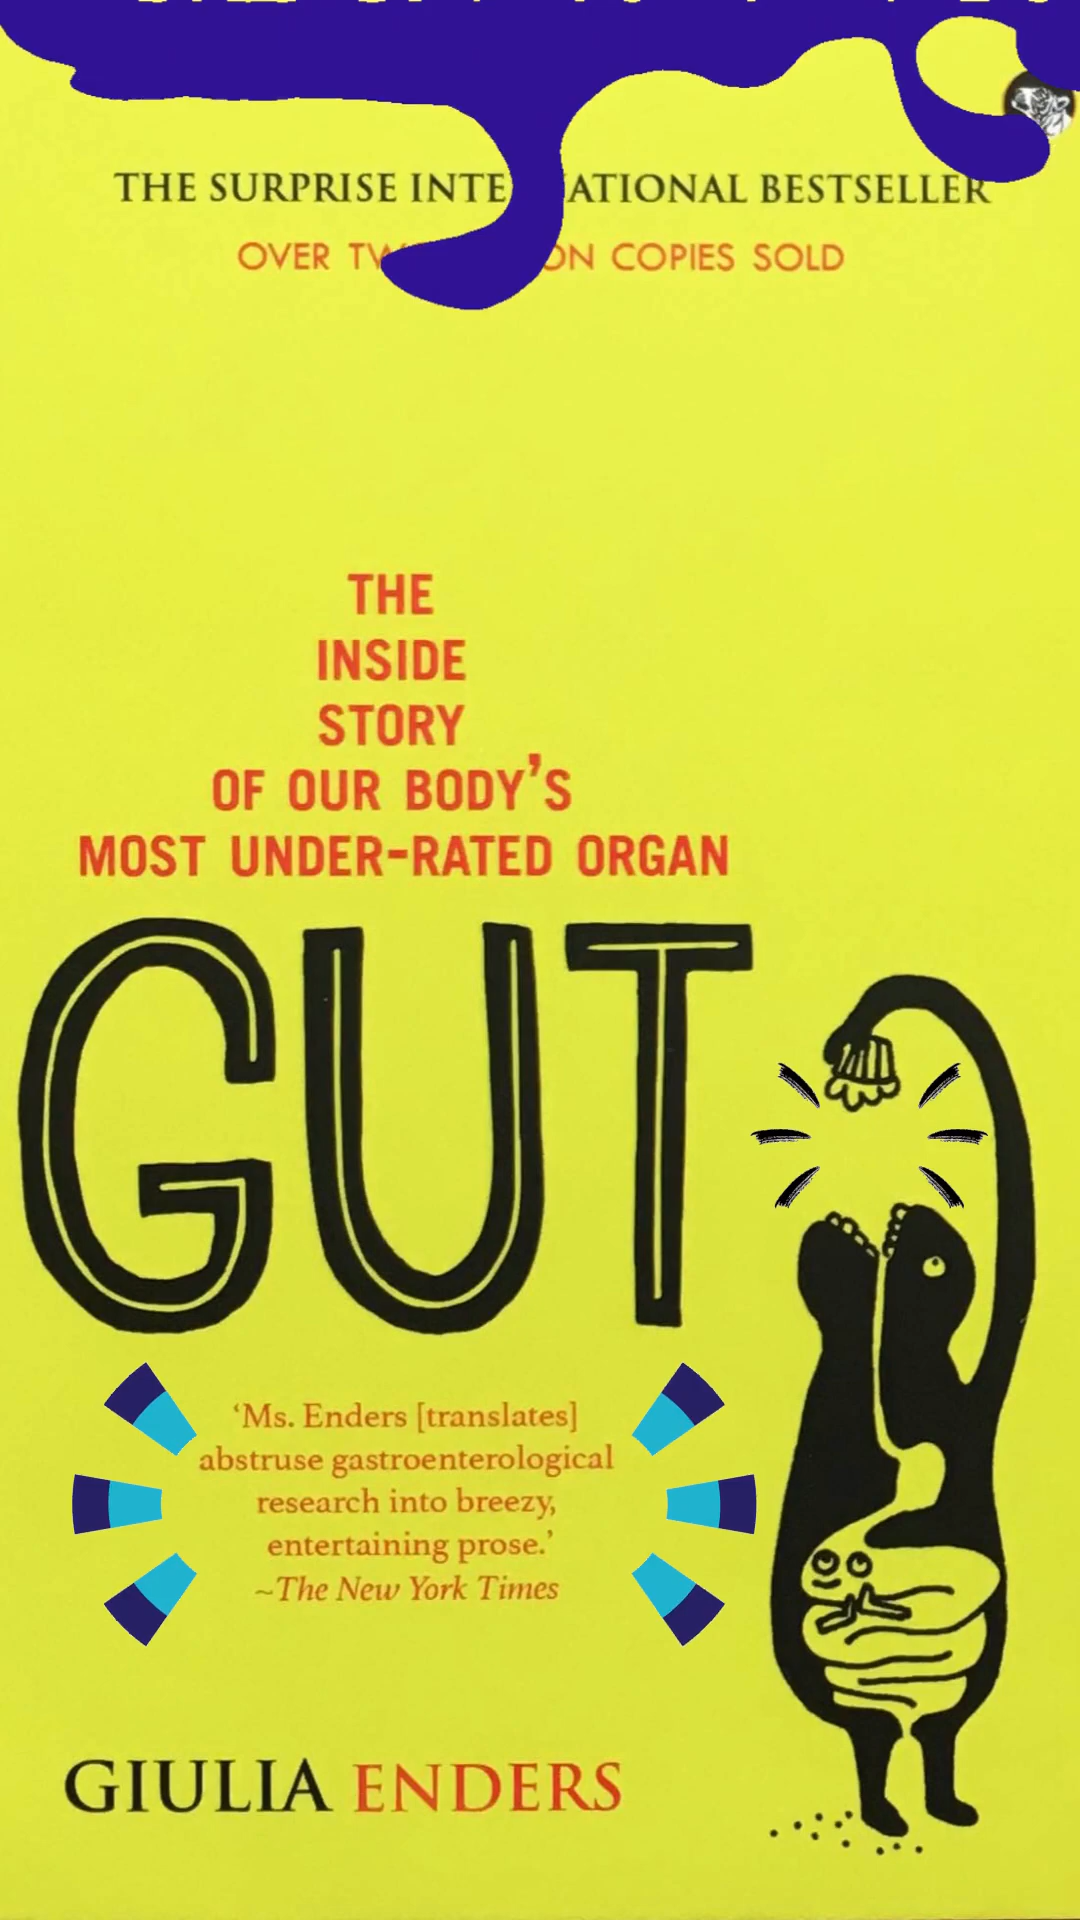 THE SURPRISE INTE ATIONAL BESTSELLER
OVER ON COPIES SOLD
THE
INSIDE
STORY
OF OUR BODY'S
MOST UNDER-RATED ORGAN
GUT
‘Ms. Enders [translates]
abstruse gastroenterological
research into breezy,
entertaining prose.’
~The New York Times
GIULIA ENDERS